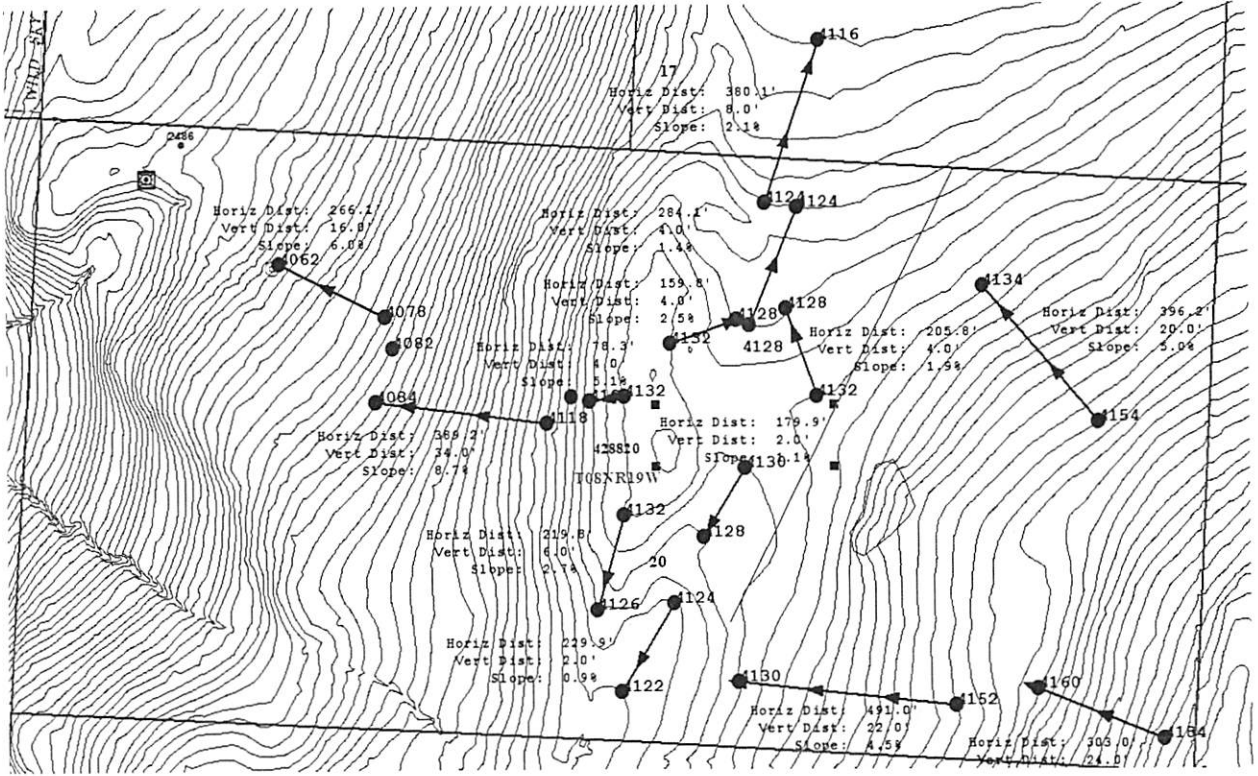 WILD SKY
4116
17
Horiz Dist: 380.1'
Vert Dist: 8.0'
Slope: 2.1%
2486
4124
4124
Horiz Dist: 266.1'
Vert Dist: 16.0'
Slope: 6.0%
4062
Horiz Dist: 284.1'
Vert Dist: 4.0'
Slope: 1.4%
4134
Horiz Dist: 159.8'
Vert Dist: 4.0'
Slope: 2.5%
4128
4128
4128
4078
Horiz Dist: 396.2'
Vert Dist: 20.0'
Slope: 5.0%
4082
4132
Horiz Dist: 205.8'
Vert Dist: 4.0'
Slope: 1.9%
Horiz Dist: 78.3'
Vert Dist: 4.0'
Slope: 5.1%
4132
4132
4084
4118
4154
Horiz Dist: 179.9'
Vert Dist: 2.0'
Slope: 1.1%
Horiz Dist: 389.2'
Vert Dist: 34.0'
Slope: 8.7%
428820
4130
T08NR19W
4132
4128
Horiz Dist: 219.8'
Vert Dist: 6.0'
Slope: 2.7%
20
4126
4124
Horiz Dist: 229.9'
Vert Dist: 2.0'
Slope: 0.9%
4122
4130
4152
4160
Horiz Dist: 491.0'
Vert Dist: 22.0'
Slope: 4.5%
Horiz Dist: 303.0'
Vert Dist: 24.0'